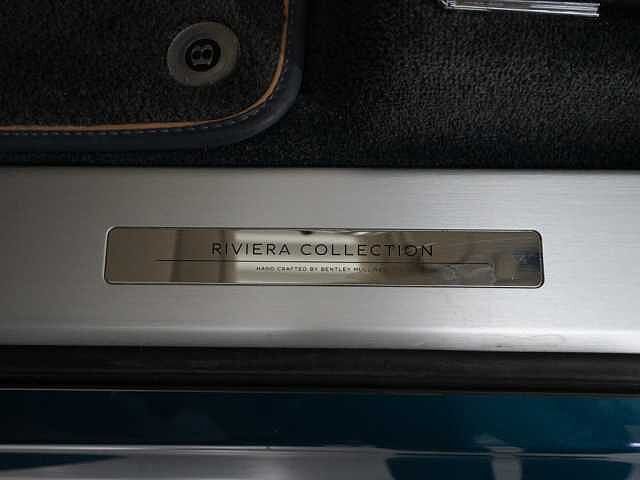 B
RIVIERA COLLECTION
HAND CRAFTED BY BENTLEY MULLINER